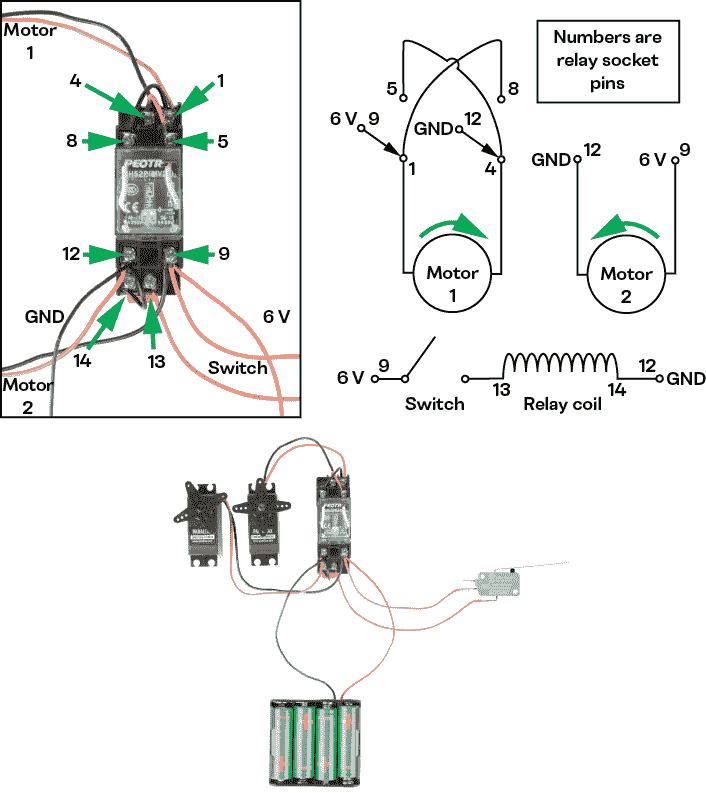 Motor
1
4
1
8
5
PEOTR
CE
12
9
GND
6 V
14
13
Switch
Motor
2
5
8
6 V
9
GND
12
1
4
Motor
1
Numbers are
relay socket
pins
GND
12
6 V
9
Motor
2
6 V
9
Switch
13
14
Relay coil
12
GND